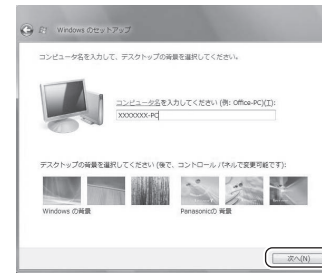 Windows のセットアップ
コンピュータ名を入力して、デスクトップの背景を選択してください。
コンピュータ名を入力してください (例: Office-PC)(T):
XXXXXXX-PC
デスクトップの背景を選択してください (後で、コントロール パネルで変更可能です):
Windows の背景
Panasonicの 背景
次へ(N)